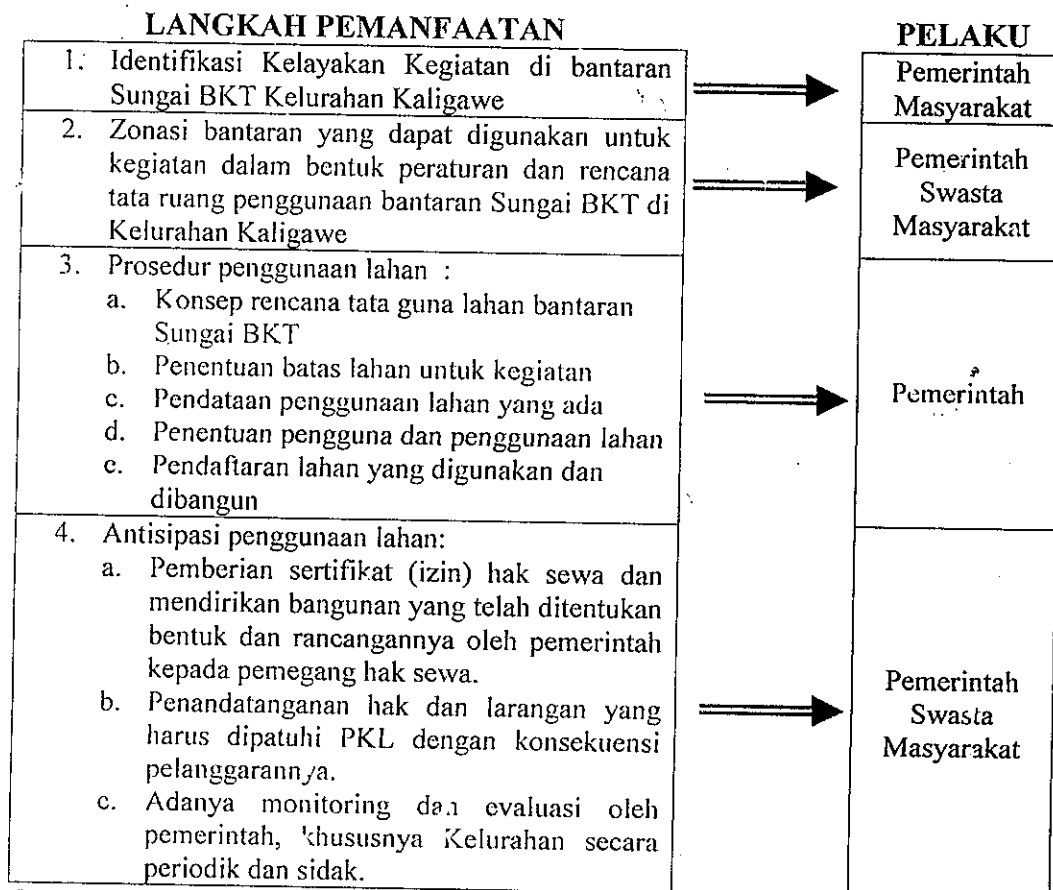 LANGKAH PEMANFAATAN
PELAKU
1. Identifikasi Kelayakan Kegiatan di bantaran
Sungai BKT Kelurahan Kaligawe
Pemerintah
Masyarakat
2. Zonasi bantaran yang dapat digunakan untuk
kegiatan dalam bentuk peraturan dan rencana
tata ruang penggunaan bantaran Sungai BKT di
Kelurahan Kaligawe
Pemerintah
Swasta
Masyarakat
3. Prosedur penggunaan lahan :
a. Konsep rencana tata guna lahan bantaran
Sungai BKT
b. Penentuan batas lahan untuk kegiatan
c. Pendataan penggunaan lahan yang ada
d. Penentuan pengguna dan penggunaan lahan
e. Pendaftaran lahan yang digunakan dan
dibangun
Pemerintah
4. Antisipasi penggunaan lahan:
a. Pemberian sertifikat (izin) hak sewa dan
mendirikan bangunan yang telah ditentukan
bentuk dan rancangannya oleh pemerintah
kepada pemegang hak sewa.
b. Penandatanganan hak dan larangan yang
harus dipatuhi PKL dengan konsekuensi
pelanggarannya.
c. Adanya monitoring dan evaluasi oleh
pemerintah, khususnya Kelurahan secara
periodik dan sidak.
Pemerintah
Swasta
Masyarakat